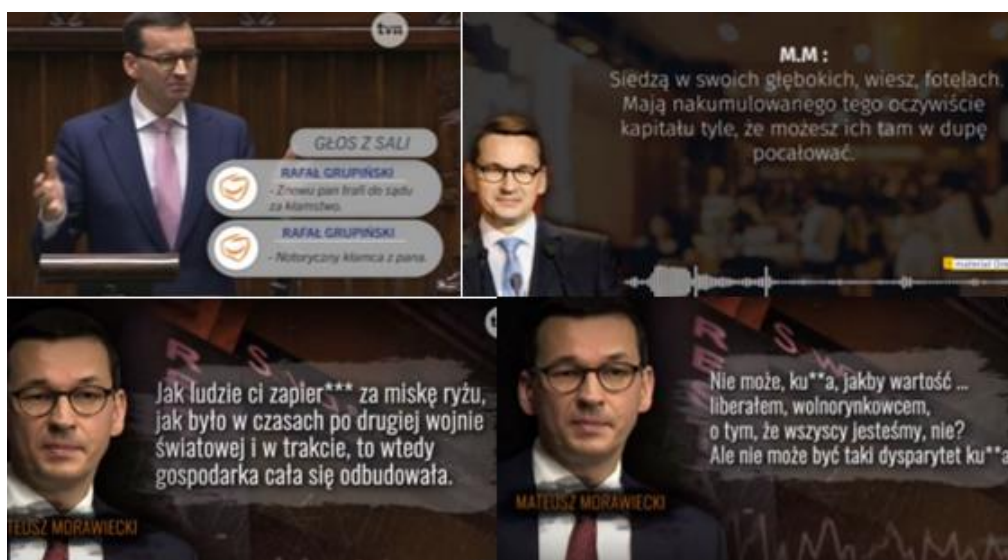 tvn
GŁOS Z SALI
RAFAŁ GRUPIŃSKI
- Znowu pan trafi do sądu
za kłamstwo.
RAFAŁ GRUPIŃSKI
- Notoryczny kłamca z pana.
M.M :
Siedzą w swoich głębokich, wiesz, fotelach.
Mają nakumulowanego tego oczywiście
kapitału tyle, że możesz ich tam w dupę
pocałować.
materiał
Jak ludzie ci zapier*** za miskę ryżu,
jak było w czasach po drugiej wojnie
światowej i w trakcie, to wtedy
gospodarka cała się odbudowała.
TEUSZ MORAWIECKI
Nie może, ku**a, jakby wartość ...
liberałem, wolnorynkowcem,
o tym, że wszyscy jesteśmy, nie?
Ale nie może być taki dysparytet ku**a
MATEUSZ MORAWIECKI